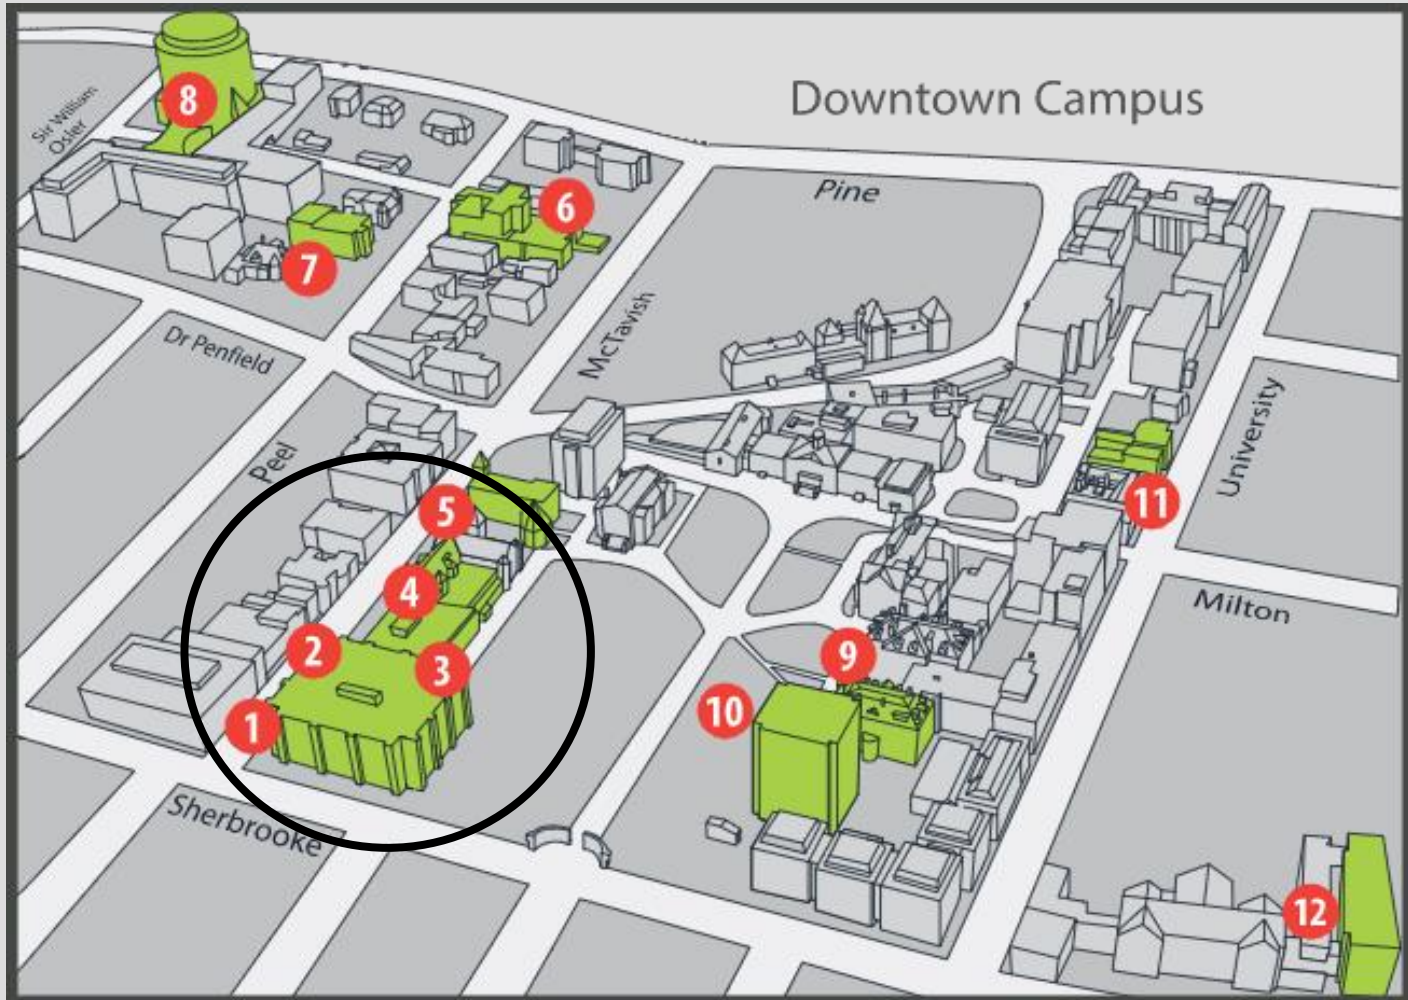 Downtown Campus
8
Sir William
Osler
Pine
6
7
McTavish
Dr Penfield
University
Peel
11
5
4
Milton
2
3
9
10
1
Sherbrooke
12